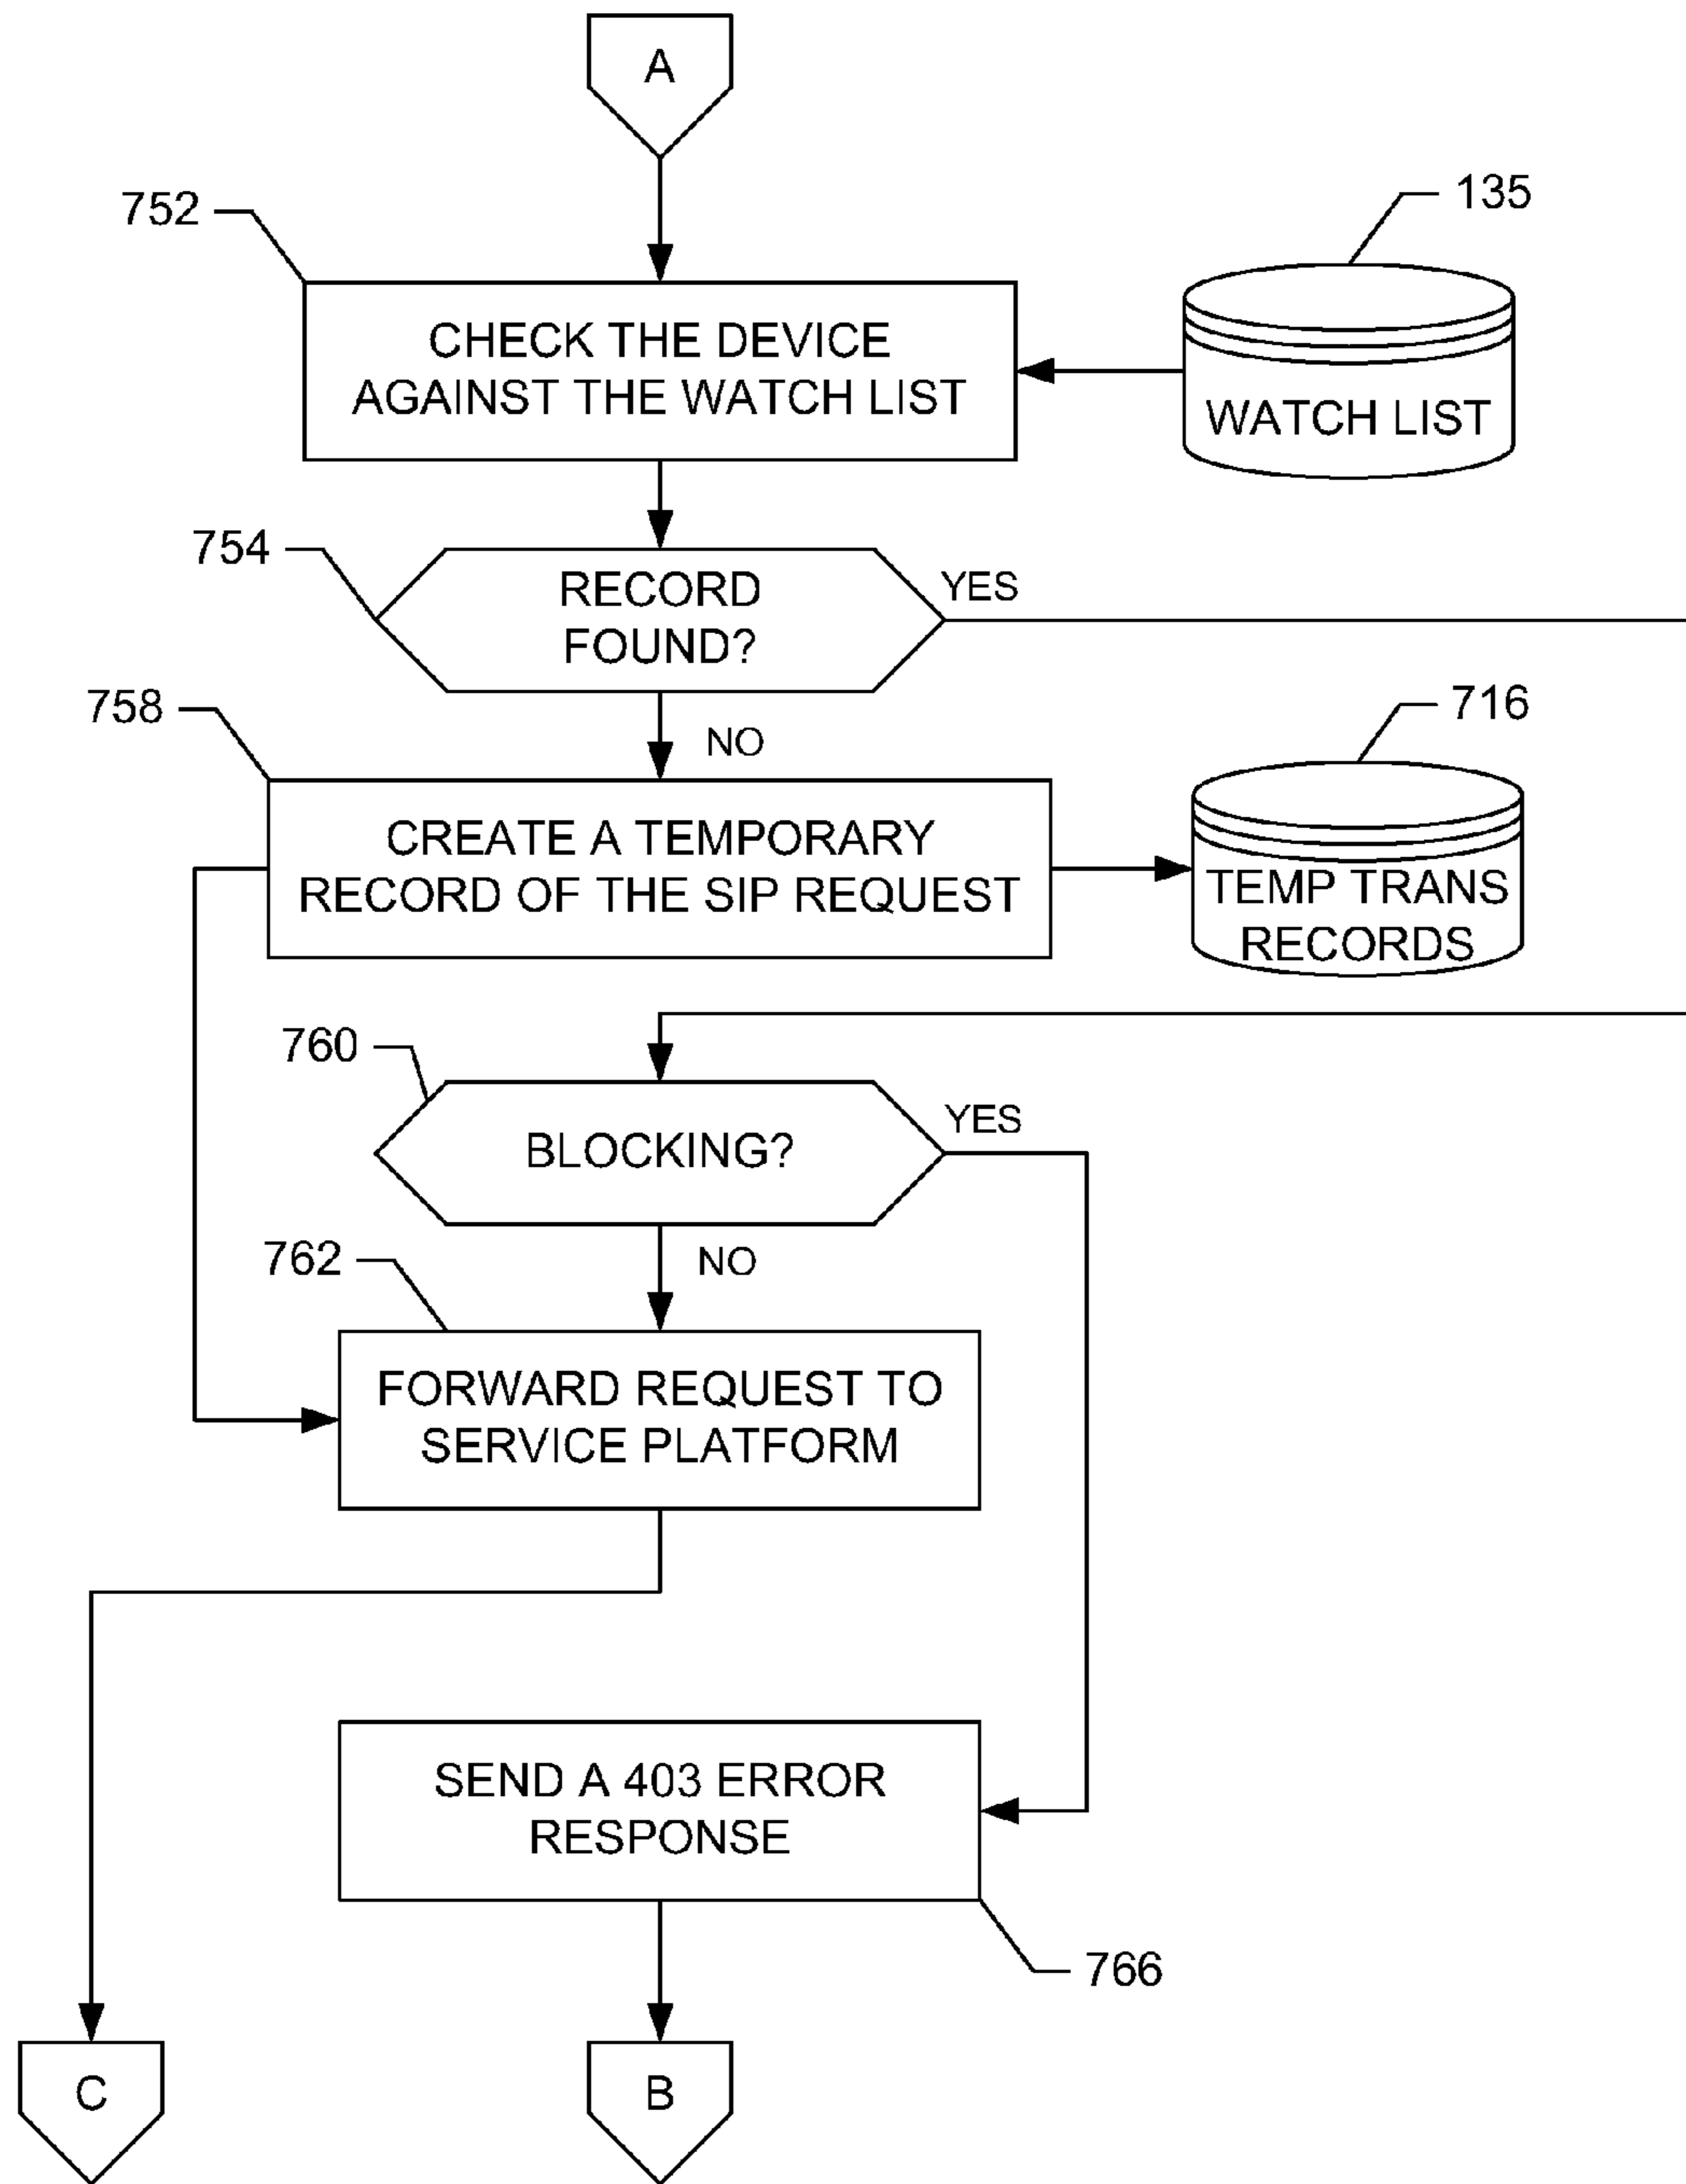 A
752
135
CHECK THE DEVICE
AGAINST THE WATCH LIST
WATCH LIST
754
RECORD
FOUND?
YES
758
NO
716
CREATE A TEMPORARY
RECORD OF THE SIP REQUEST
TEMP TRANS
RECORDS
760
BLOCKING?
YES
762
NO
FORWARD REQUEST TO
SERVICE PLATFORM
SEND A 403 ERROR
RESPONSE
766
C
B